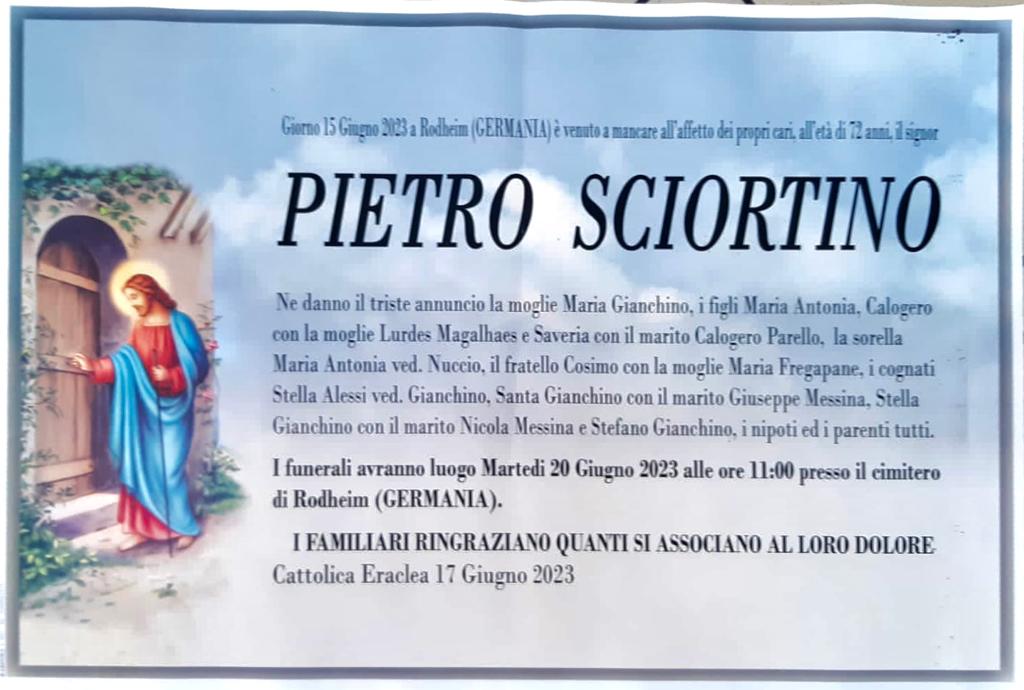 Giorno 15 Giugno 2023 a Rodheim (GERMANIA) è venuto a mancare all'affetto dei propri cari, all'età di 72 anni, il signor
PIETRO SCIORTINO
Ne danno il triste annuncio la moglie Maria Gianchino, i figli Maria Antonia, Calogero
con la moglie Lurdes Magalhaes e Saveria con il marito Calogero Parello, la sorella
Maria Antonia ved. Nuccio, il fratello Cosimo con la moglie Maria Fregapane, i cognati
Stella Alessi ved. Gianchino, Santa Gianchino con il marito Giuseppe Messina, Stella
Gianchino con il marito Nicola Messina e Stefano Gianchino, i nipoti ed i parenti tutti.
I funerali avranno luogo Martedi 20 Giugno 2023 alle ore 11:00 presso il cimitero
di Rodheim (GERMANIA).
I FAMILIARI RINGRAZIANO QUANTI SI ASSOCIANO AL LORO DOLORE
Cattolica Eraclea 17 Giugno 2023